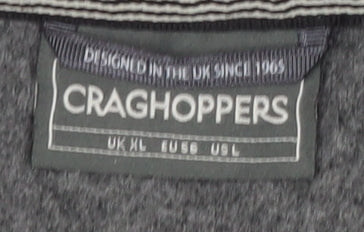 DESIGNED IN THE UK SINCE 1965
CRAGHOPPERS
UK XL EU 56 US L